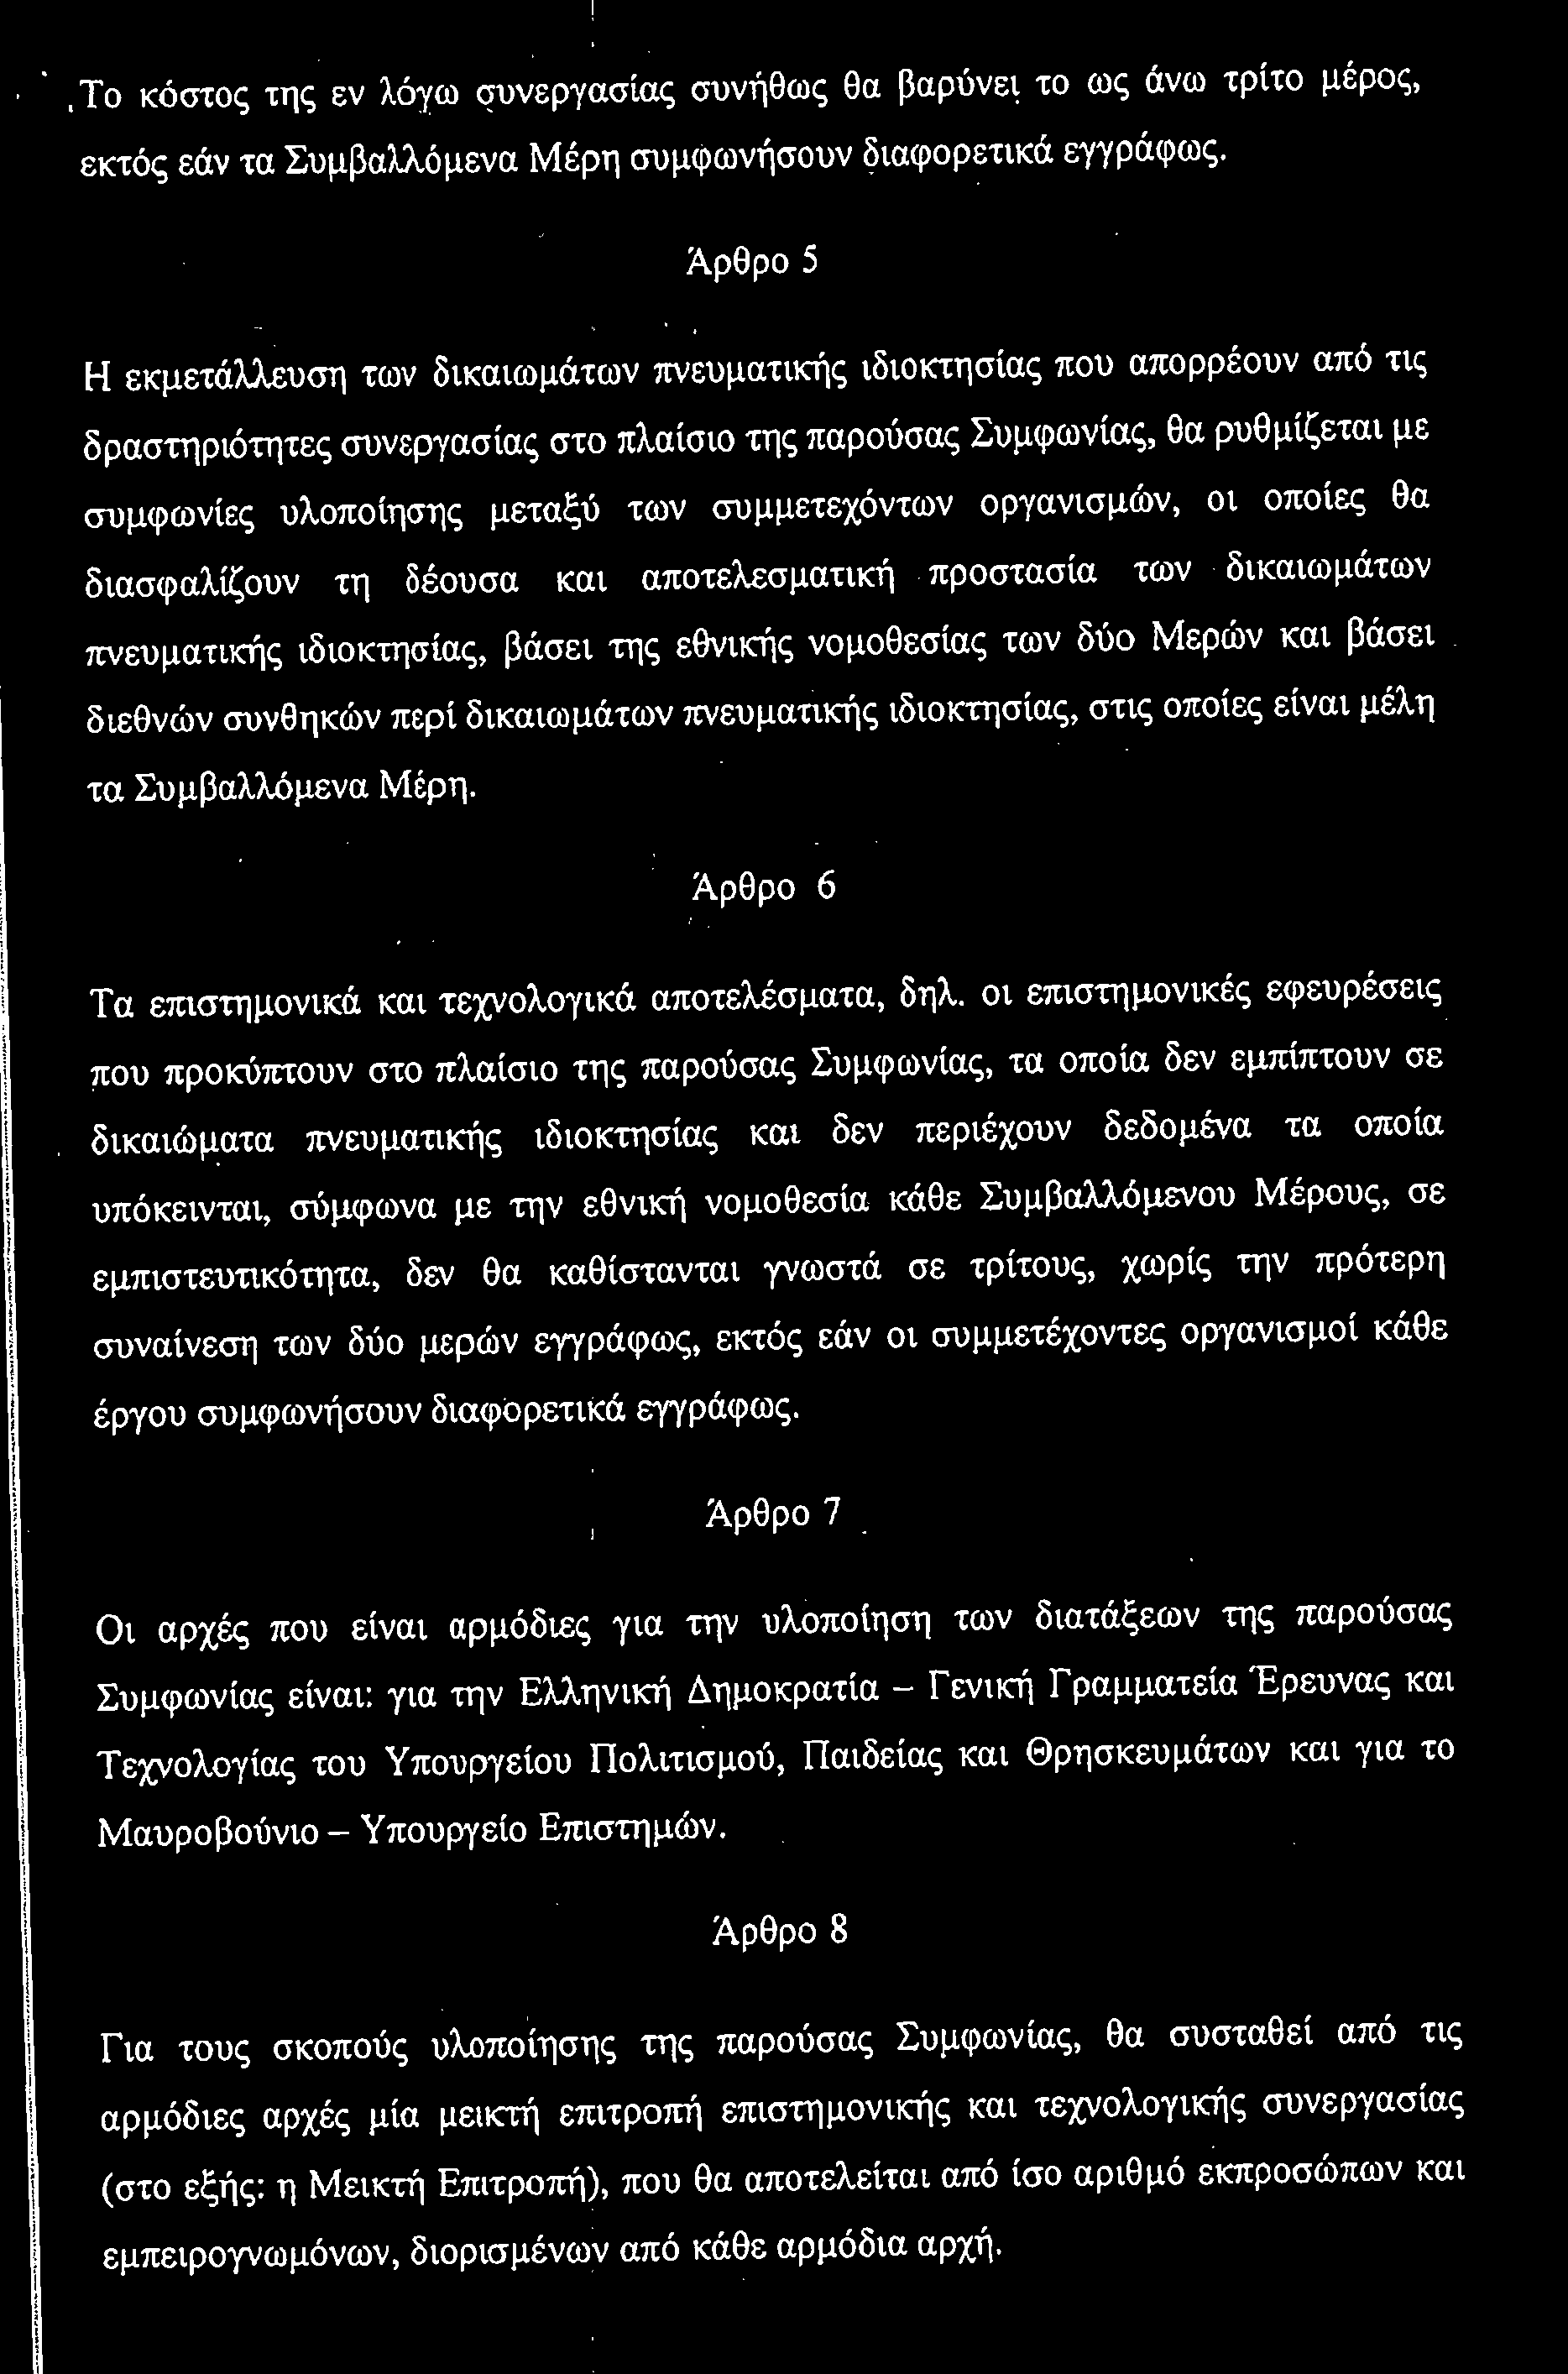 Το κόστος της εν λόγω συνεργασίας συνήθως θα βαρύνει το ως άνω τρίτο μέρος,
εκτός εάν τα Συμβαλλόμενα Μέρη συμφωνήσουν διαφορετικά εγγράφως.
Άρθρο 5
Η εκμετάλλευση των δικαιωμάτων πνευματικής ιδιοκτησίας που απορρέουν από τις
δραστηριότητες συνεργασίας στο πλαίσιο της παρούσας Συμφωνίας, θα ρυθμίζεται με
συμφωνίες υλοποίησης μεταξύ των συμμετεχόντων οργανισμών, οι οποίες θα
διασφαλίζουν τη δέουσα και αποτελεσματική προστασία των δικαιωμάτων
πνευματικής ιδιοκτησίας, βάσει της εθνικής νομοθεσίας των δύο Μερών και βάσει
διεθνών συνθηκών περί δικαιωμάτων πνευματικής ιδιοκτησίας, στις οποίες είναι μέλη
τα Συμβαλλόμενα Μέρη.
Άρθρο 6
Τα επιστημονικά και τεχνολογικά αποτελέσματα, δηλ. οι επιστημονικές εφευρέσεις
που προκύπτουν στο πλαίσιο της παρούσας Συμφωνίας, τα οποία δεν εμπίπτουν σε
δικαιώματα πνευματικής ιδιοκτησίας και δεν περιέχουν δεδομένα τα οποία
υπόκεινται, σύμφωνα με την εθνική νομοθεσία κάθε Συμβαλλόμενου Μέρους, σε
εμπιστευτικότητα, δεν θα καθίστανται γνωστά σε τρίτους, χωρίς την πρότερη
συναίνεση των δύο μερών εγγράφως, εκτός εάν οι συμμετέχοντες οργανισμοί κάθε
έργου συμφωνήσουν διαφορετικά εγγράφως.
Άρθρο 7
Οι αρχές που είναι αρμόδιες για την υλοποίηση των διατάξεων της παρούσας
Συμφωνίας είναι: για την Ελληνική Δημοκρατία – Γενική Γραμματεία Έρευνας και
Τεχνολογίας του Υπουργείου Πολιτισμού, Παιδείας και Θρησκευμάτων και για το
Μαυροβούνιο – Υπουργείο Επιστημών.
Άρθρο 8
Για τους σκοπούς υλοποίησης της παρούσας Συμφωνίας, θα συσταθεί από τις
αρμόδιες αρχές μία μεικτή επιτροπή επιστημονικής και τεχνολογικής συνεργασίας
(στο εξής: η Μεικτή Επιτροπή), που θα αποτελείται από ίσο αριθμό εκπροσώπων και
εμπειρογνωμόνων, διορισμένων από κάθε αρμόδια αρχή.